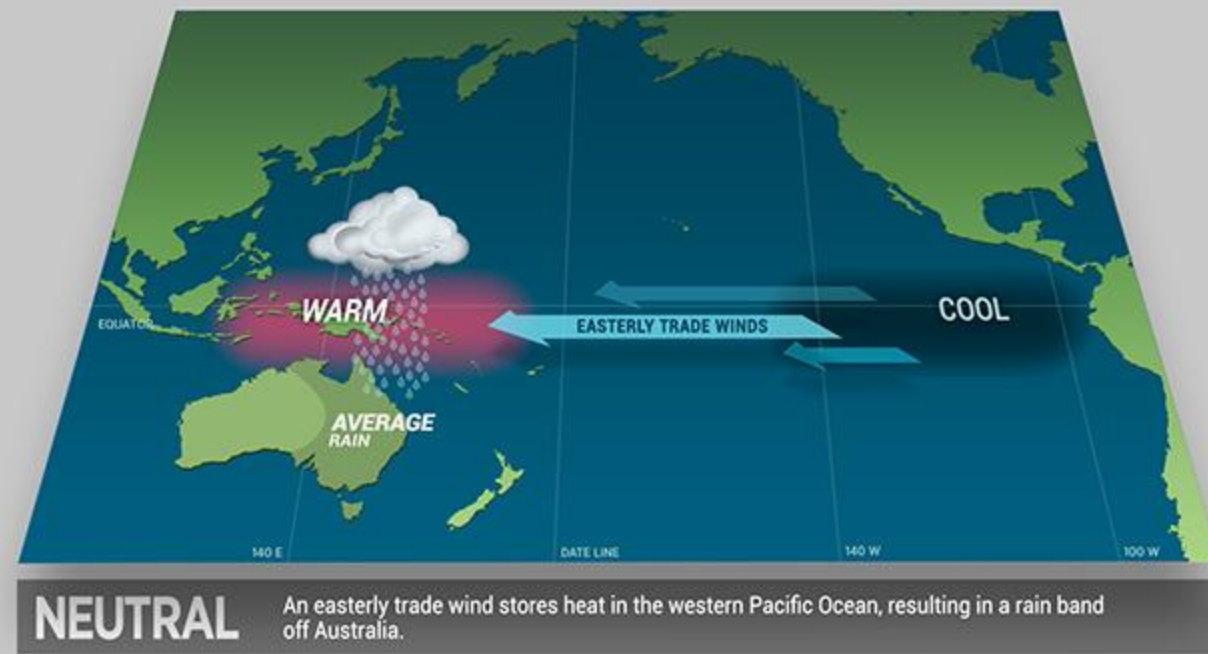 WARM
EQUATOR
EASTERLY TRADE WINDS
COOL
AVERAGE
RAIN
140 E
DATE LINE
140 W
100 W
NEUTRAL
An easterly trade wind stores heat in the western Pacific Ocean, resulting in a rain band
off Australia.